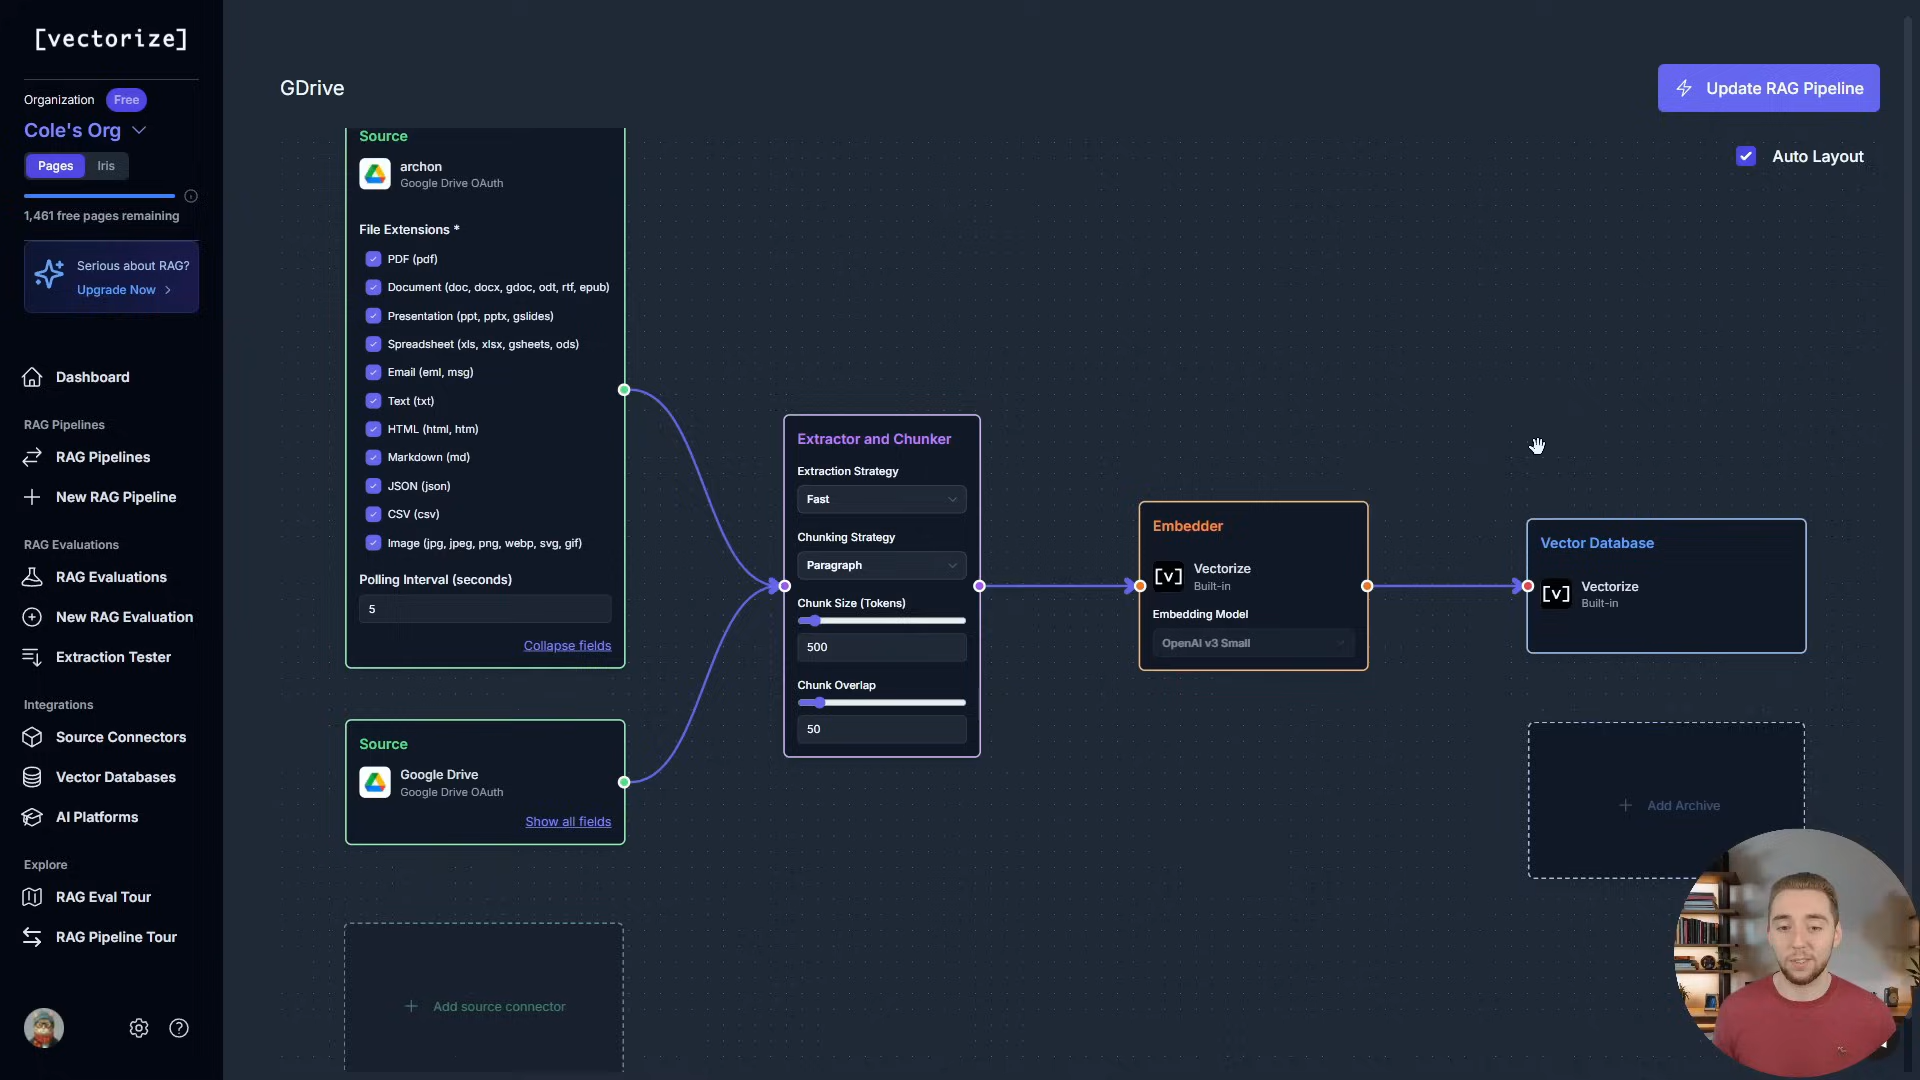 [vectorize]
Organization Free
Cole's Org
Pages Iris
1,461 free pages remaining
Serious about RAG?
Upgrade Now >
Dashboard
RAG Pipelines
RAG Pipelines
New RAG Pipeline
RAG Evaluations
RAG Evaluations
New RAG Evaluation
Extraction Tester
Integrations
Source Connectors
Vector Databases
AI Platforms
Explore
RAG Eval Tour
RAG Pipeline Tour
GDrive
Update RAG Pipeline
Auto Layout
Source
archon
Google Drive OAuth
File Extensions *
PDF (pdf)
Document (doc, docx, gdoc, odt, rtf, epub)
Presentation (ppt, pptx, gslides)
Spreadsheet (xls, xlsx, gsheets, ods)
Email (eml, msg)
Text (txt)
HTML (html, htm)
Markdown (md)
JSON (json)
CSV (csv)
Image (jpg, jpeg, png, webp, svg, gif)
Polling Interval (seconds)
5
Collapse fields
Source
Google Drive
Google Drive OAuth
Show all fields
+ Add source connector
Extractor and Chunker
Extraction Strategy
Fast
Chunking Strategy
Paragraph
Chunk Size (Tokens)
500
Chunk Overlap
50
Embedder
[v] Vectorize
Built-in
Embedding Model
OpenAI v3 Small
Vector Database
[v] Vectorize
Built-in
+ Add Archive